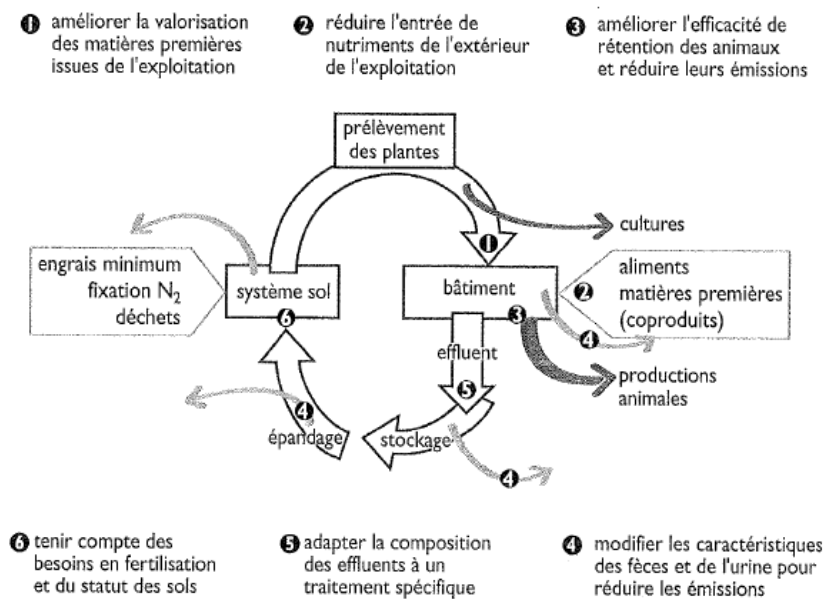 ❶ améliorer la valorisation
des matières premières
issues de l'exploitation
❷ réduire l'entrée de
nutriments de l'extérieur
de l'exploitation
❸ améliorer l'efficacité de
rétention des animaux
et réduire leurs émissions
prélèvement
des plantes
cultures
❶
engrais minimum
fixation N₂
déchets
système sol
❻
bâtiment
❸
❷
aliments
matières premières
(coproduits)
❹
effluent
productions
animales
❺
❹
épandage
stockage
❹
❻ tenir compte des
besoins en fertilisation
et du statut des sols
❺ adapter la composition
des effluents à un
traitement spécifique
❹ modifier les caractéristiques
des fèces et de l'urine pour
réduire les émissions